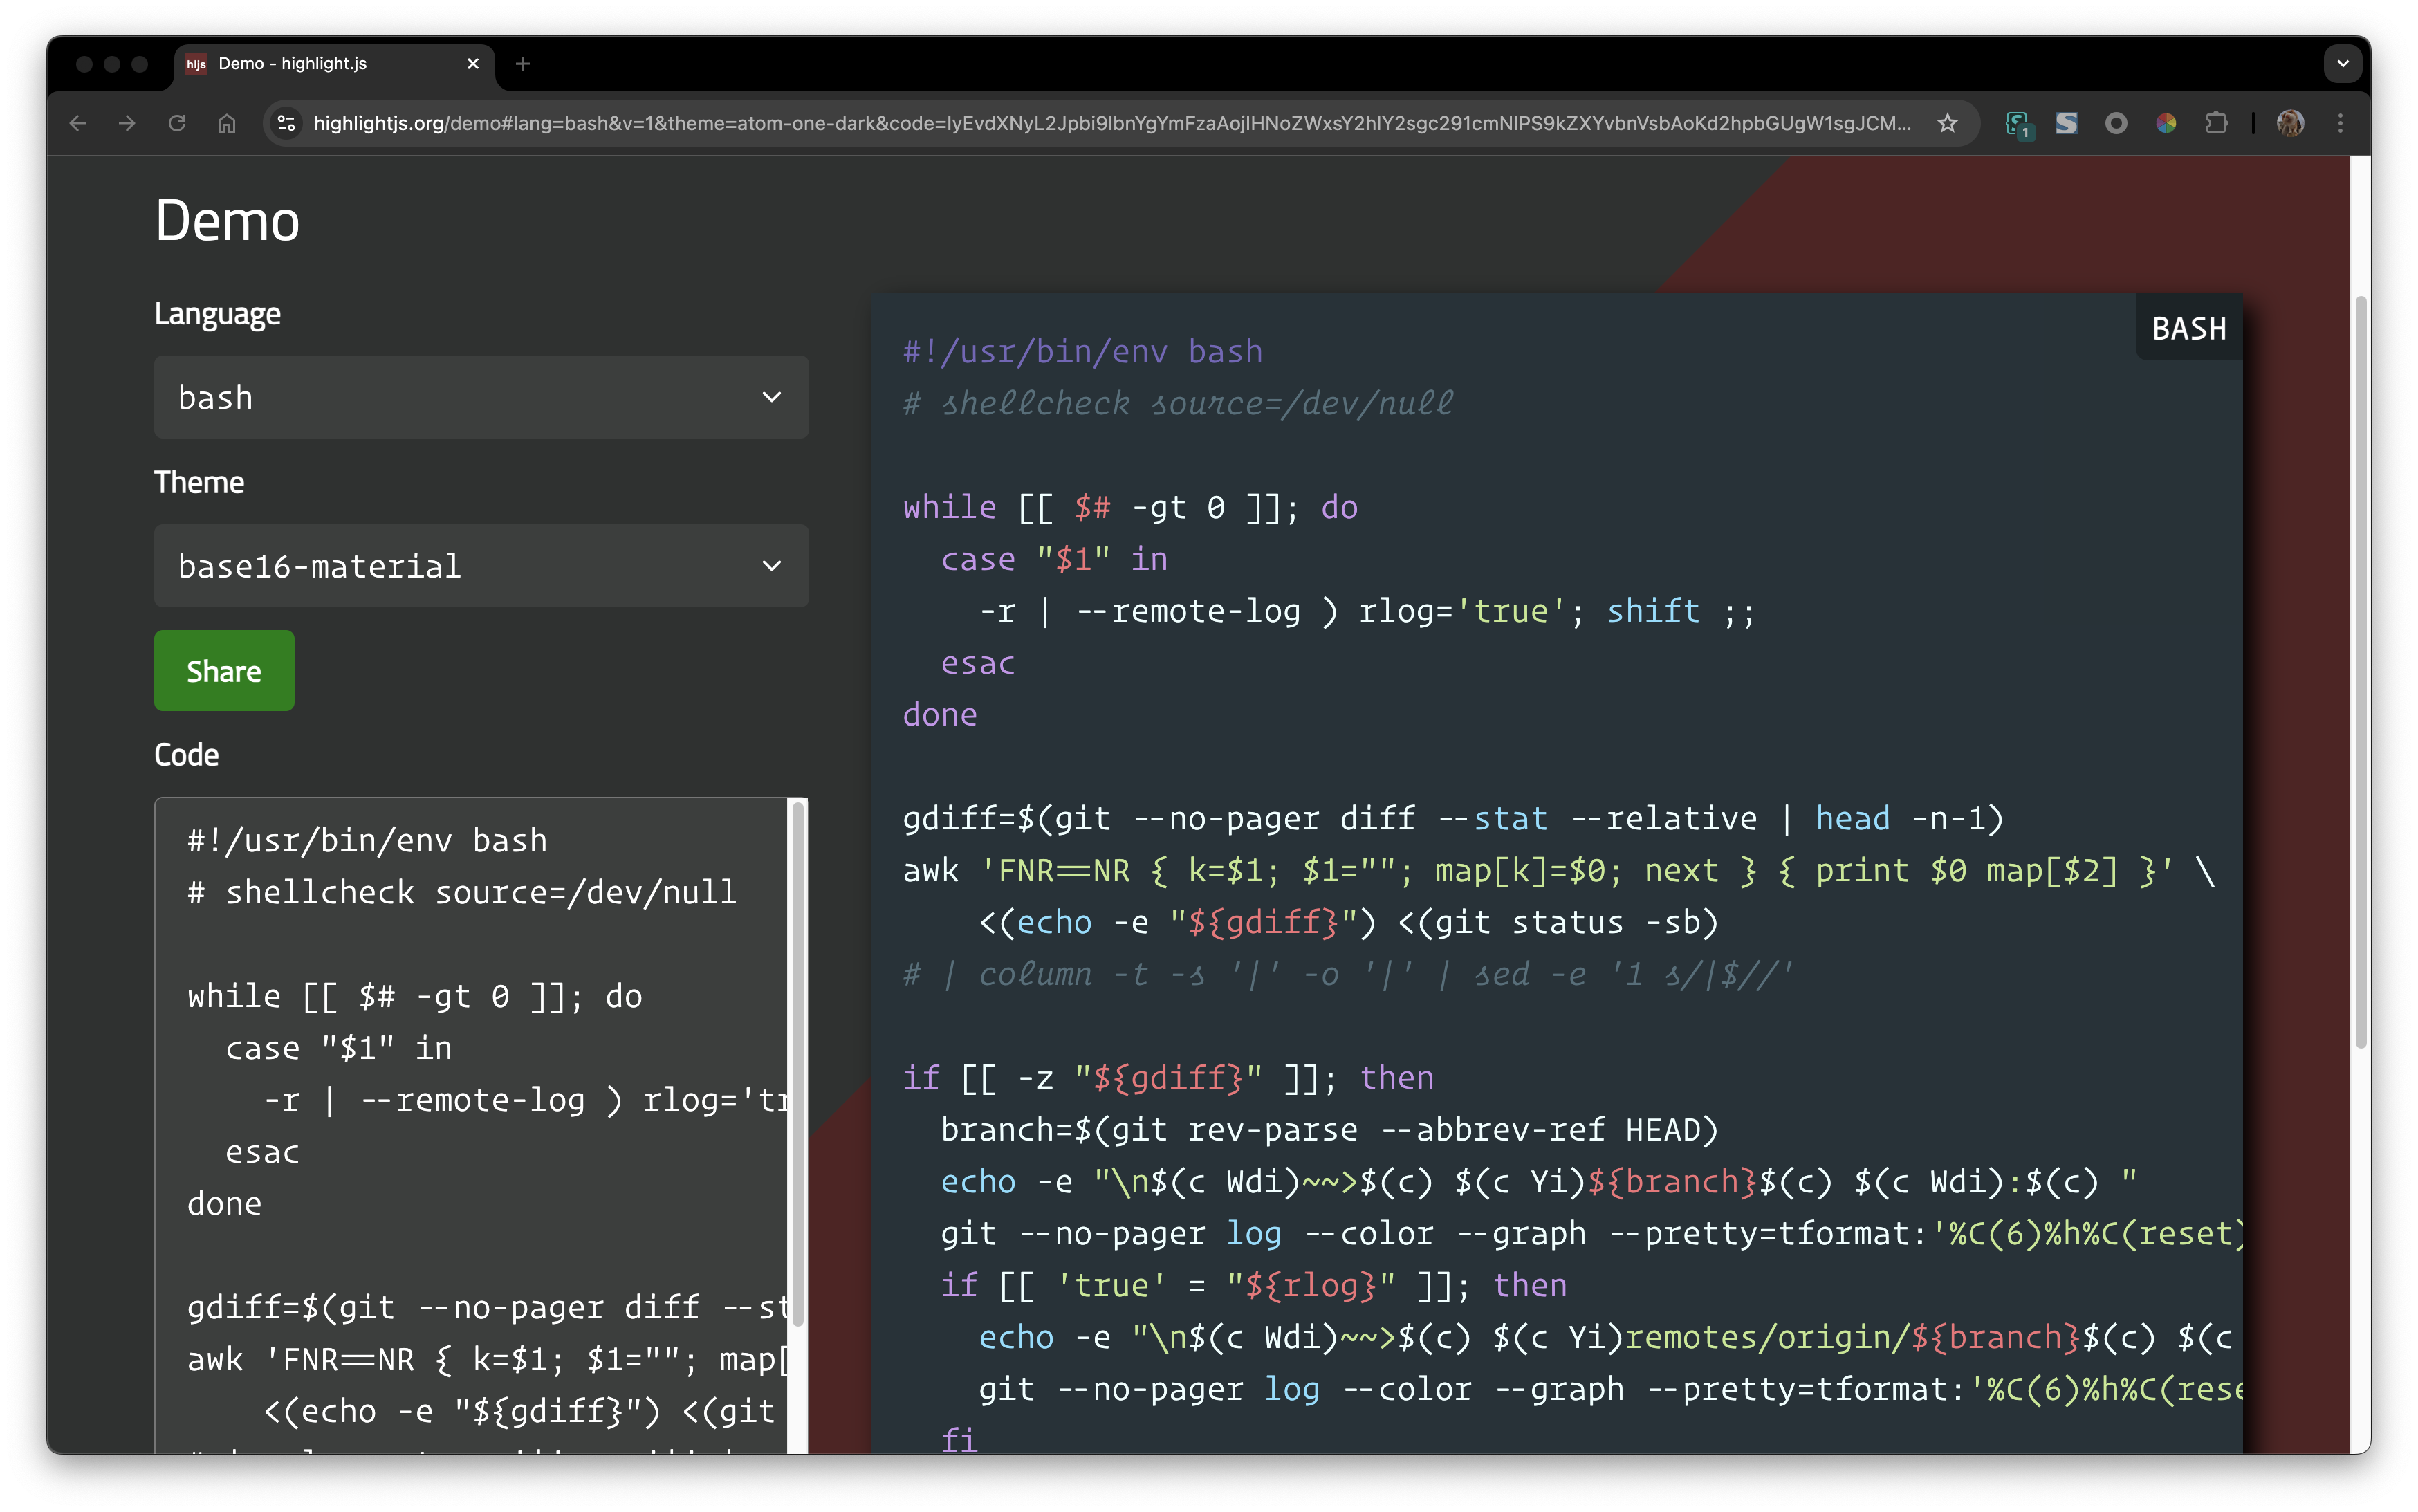 hljs Demo - highlight.js
highlightjs.org/demo#lang=bash&v=1&theme=atom-one-dark&code=IyEvdXNyL2Jpbi9lbnYgYmFzaAojIHNoZWxsY2hlY2sgc291cmNlPS9kZXYvbnVsbAoKd2hpbGUgW1sgJCM...
1
Demo
Language
bash
Theme
base16-material
Share
Code
#!/usr/bin/env bash
# shellcheck source=/dev/null
while [[ $# -gt 0 ]]; do
  case "$1" in
    -r | --remote-log ) rlog='tr
  esac
done
gdiff=$(git --no-pager diff --st
awk 'FNR==NR { k=$1; $1=""; map[
    <(echo -e "${gdiff}") <(git
BASH
#!/usr/bin/env bash
# shellcheck source=/dev/null
while [[ $# -gt 0 ]]; do
  case "$1" in
    -r | --remote-log ) rlog='true'; shift ;;
  esac
done
gdiff=$(git --no-pager diff --stat --relative | head -n-1)
awk 'FNR==NR { k=$1; $1=""; map[k]=$0; next } { print $0 map[$2] }' \
    <(echo -e "${gdiff}") <(git status -sb)
# | column -t -s '|' -o '|' | sed -e '1 s/|$//'
if [[ -z "${gdiff}" ]]; then
  branch=$(git rev-parse --abbrev-ref HEAD)
  echo -e "\n$(c Wdi)~~>$(c) $(c Yi)${branch}$(c) $(c Wdi):$(c) "
  git --no-pager log --color --graph --pretty=tformat:'%C(6)%h%C(reset)
  if [[ 'true' = "${rlog}" ]]; then
    echo -e "\n$(c Wdi)~~>$(c) $(c Yi)remotes/origin/${branch}$(c) $(c
    git --no-pager log --color --graph --pretty=tformat:'%C(6)%h%C(rese
  fi